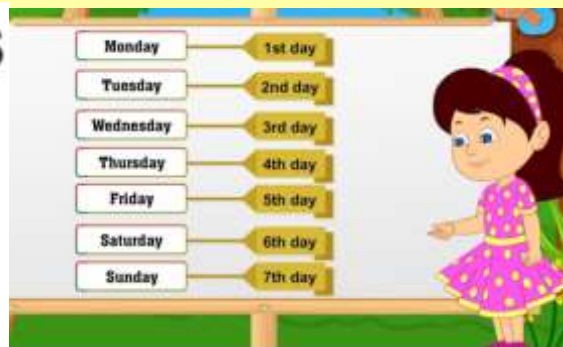 Monday 1st day
Tuesday 2nd day
Wednesday 3rd day
Thursday 4th day
Friday 5th day
Saturday 6th day
Sunday 7th day